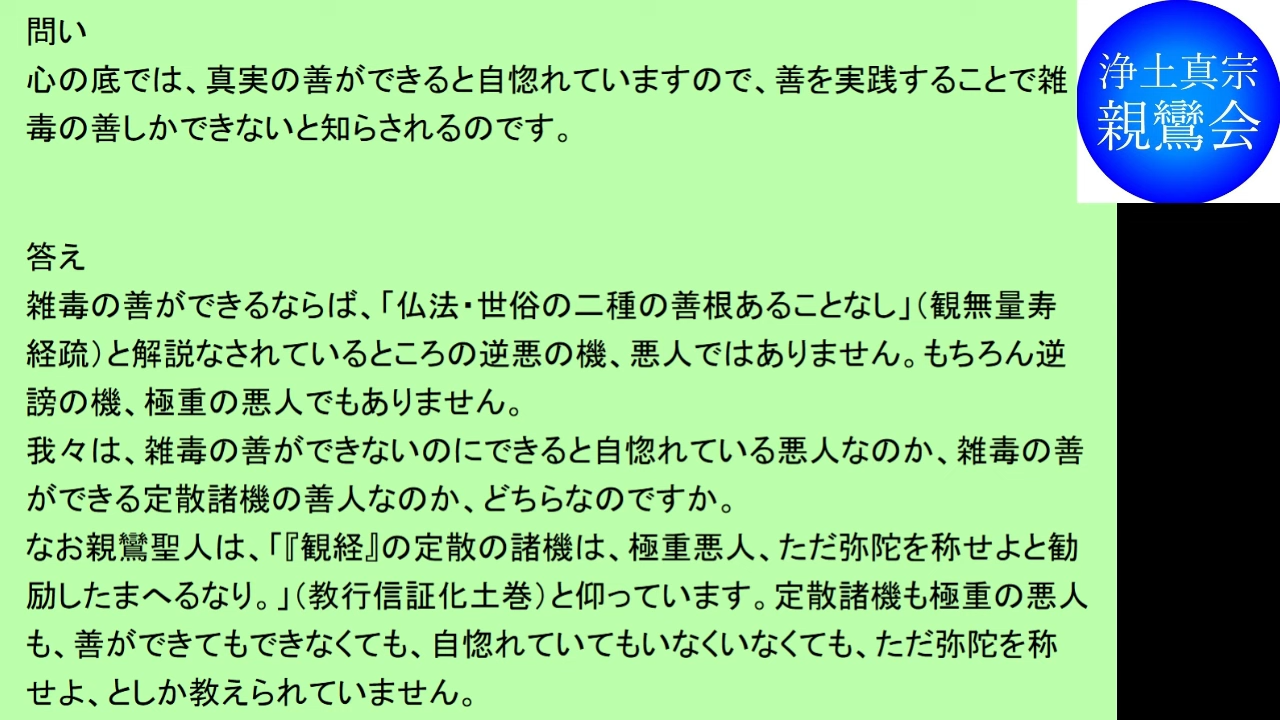 問い
心の底では、真実の善ができると自惚れていますので、善を実践することで雑
毒の善しかできないと知らされるのです。
浄土真宗
親鸞会
答え
雑毒の善ができるならば、「仏法・世俗の二種の善根あることなし」（観無量寿
経疏）と解説なされているところの逆悪の機、悪人ではありません。もちろん逆
謗の機、極重の悪人でもありません。
我々は、雑毒の善ができないのにできると自惚れている悪人なのか、雑毒の善
ができる定散諸機の善人なのか、どちらなのですか。
なお親鸞聖人は、「『観経』の定散の諸機は、極重悪人、ただ弥陀を称せよと勧
励したまへるなり。」（教行信証化土巻）と仰っています。定散諸機も極重の悪人
も、善ができてもできなくても、自惚れていてもいなくいなくても、ただ弥陀を称
せよ、としか教えられていません。